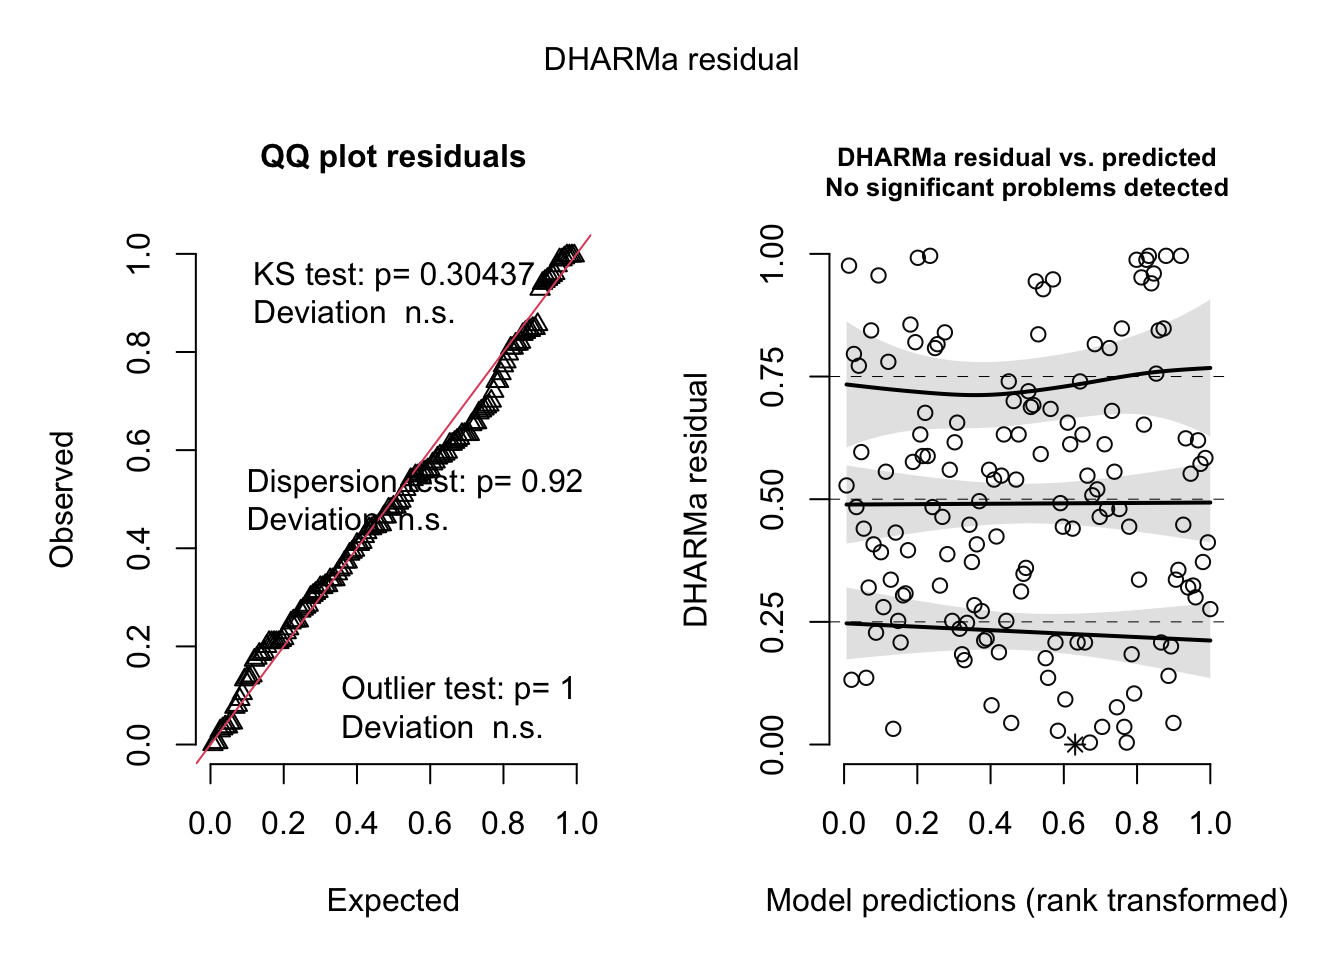 DHARMa residual
QQ plot residuals
Observed
1.0
0.8
0.6
0.4
0.2
0.0
KS test: p= 0.30437
Deviation  n.s.
Dispersion test: p= 0.92
Deviation  n.s.
Outlier test: p= 1
Deviation  n.s.
0.0 0.2 0.4 0.6 0.8 1.0
Expected
DHARMa residual vs. predicted
No significant problems detected
DHARMa residual
1.00
0.75
0.50
0.25
0.00
0.0 0.2 0.4 0.6 0.8 1.0
Model predictions (rank transformed)